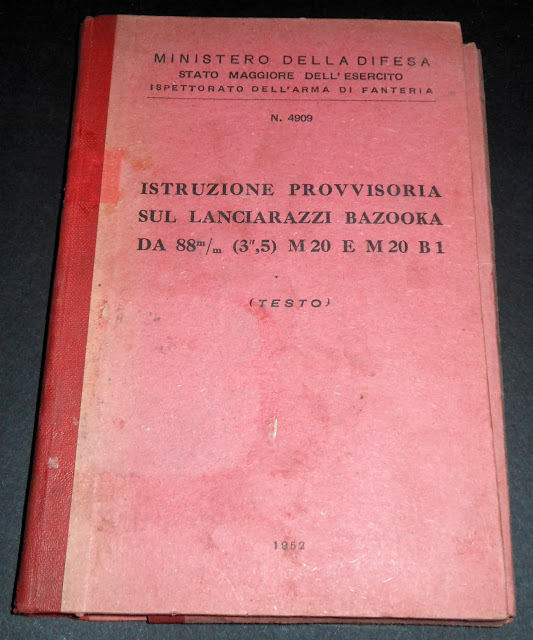 MINISTERO DELLA DIFESA
STATO MAGGIORE DELL'ESERCITO
ISPETTORATO DELL'ARMA DI FANTERIA
N. 4909
ISTRUZIONE PROVVISORIA
SUL LANCIARAZZI BAZOOKA
DA 88 m/m (3",5) M 20 E M 20 B 1
(TESTO)
1952